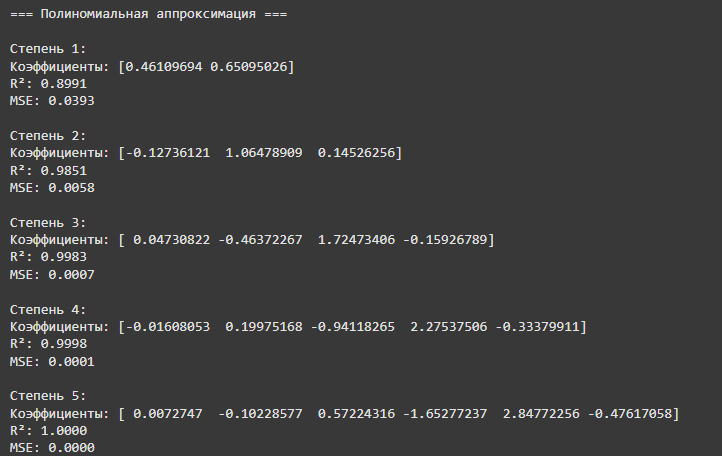 === Полиномиальная аппроксимация ===
Степень 1:
Коэффициенты: [0.46109694 0.65095026]
R²: 0.8991
MSE: 0.0393
Степень 2:
Коэффициенты: [-0.12736121  1.06478909  0.14526256]
R²: 0.9851
MSE: 0.0058
Степень 3:
Коэффициенты: [ 0.04730822 -0.46372267  1.72473406 -0.15926789]
R²: 0.9983
MSE: 0.0007
Степень 4:
Коэффициенты: [-0.01608053  0.19975168 -0.94118265  2.27537506 -0.33379911]
R²: 0.9998
MSE: 0.0001
Степень 5:
Коэффициенты: [ 0.0072747  -0.10228577  0.57224316 -1.65277237  2.84772256 -0.47617058]
R²: 1.0000
MSE: 0.0000